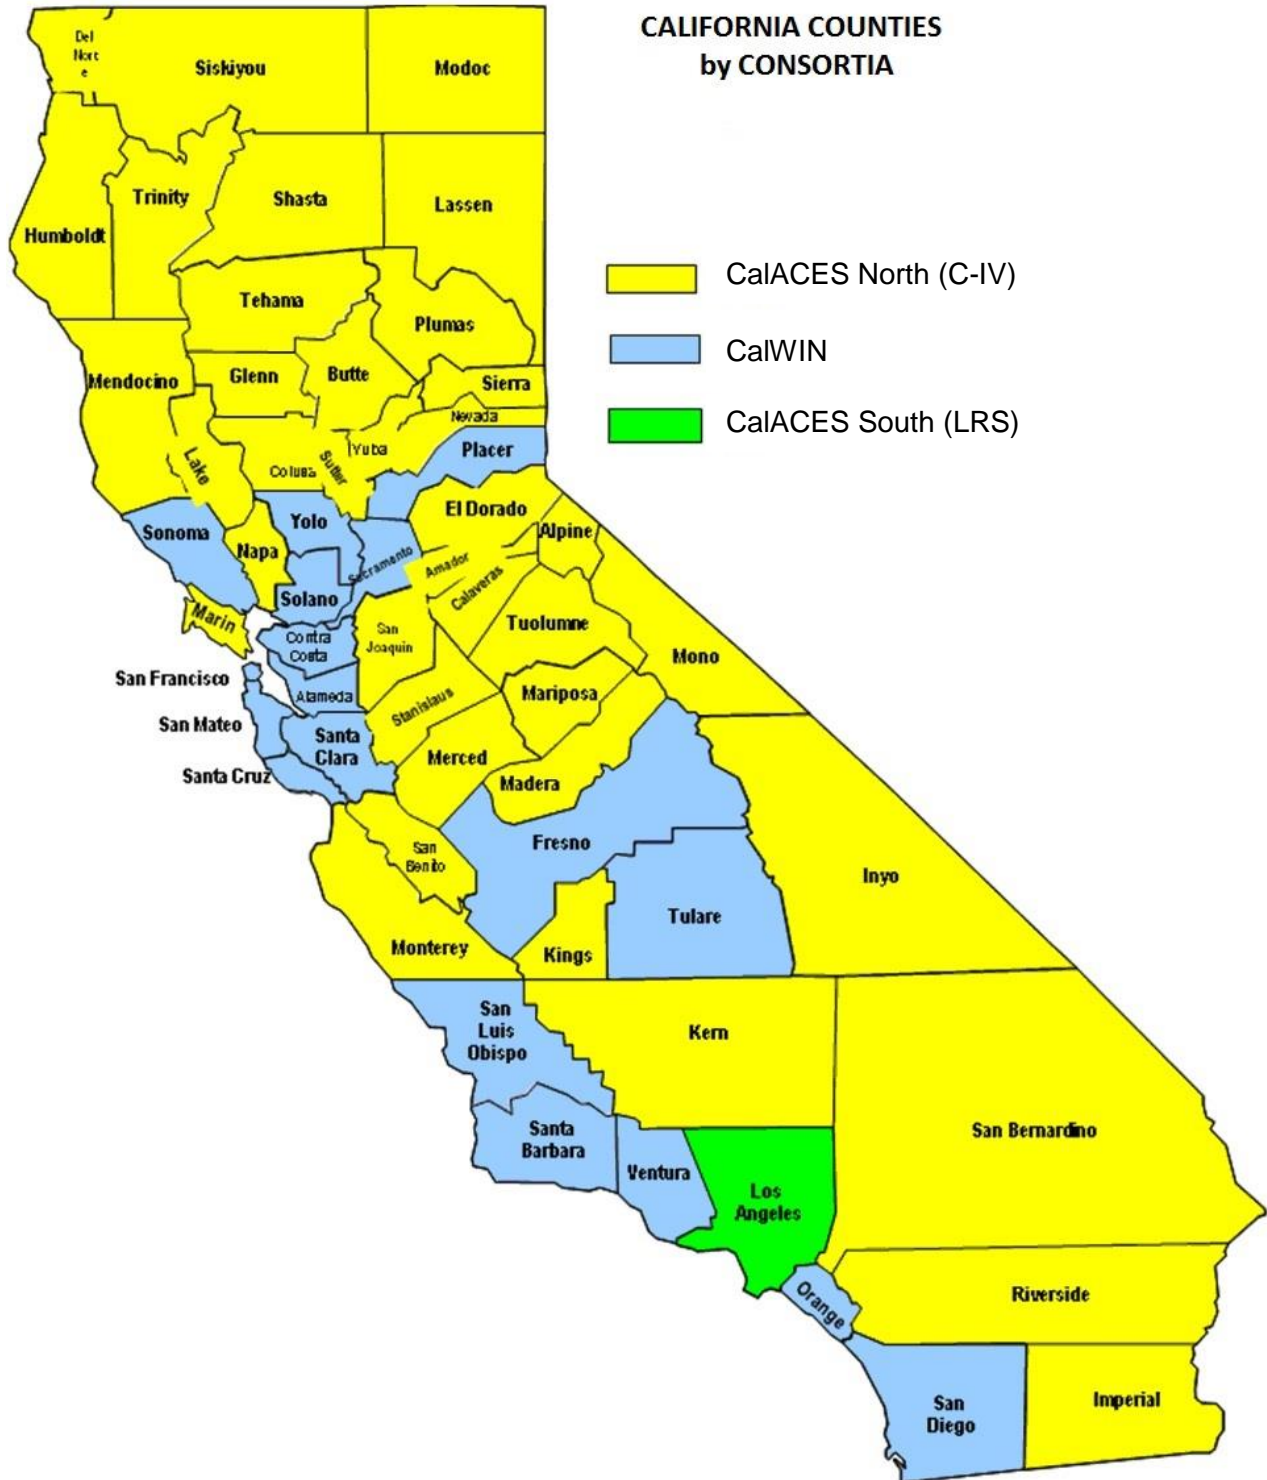 CALIFORNIA COUNTIES
by CONSORTIA
Del
Nort
e
Siskiyou
Modoc
Humboldt
Trinity
Shasta
Lassen
CalACES North (C-IV)
CalWIN
CalACES South (LRS)
Tehama
Plumas
Mendocino
Glenn
Butte
Sierra
Nevada
Lake
Colusa
Sutter
Yuba
Placer
Sonoma
Napa
Yolo
Sacramento
El Dorado
Alpine
Amador
Calaveras
Solano
Marin
Contra
Costa
San
Joaquin
Tuolumne
Mono
San Francisco
Alameda
Stanislaus
Mariposa
San Mateo
Santa
Clara
Merced
Santa Cruz
Madera
San
Benito
Fresno
Inyo
Tulare
Monterey
Kings
San
Luis
Obispo
Kern
Santa
Barbara
San Bernardino
Ventura
Los
Angeles
Orange
Riverside
San
Diego
Imperial